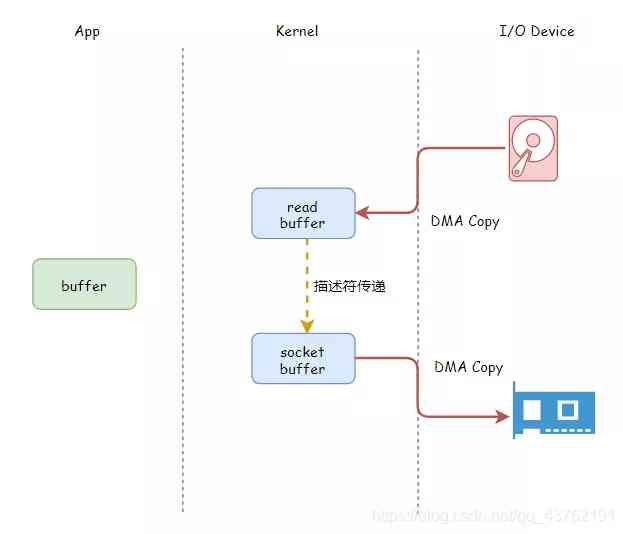 App
Kernel
I/O Device
read
buffer
DMA Copy
buffer
描述符传递
socket
buffer
DMA Copy
https://blog.csdn.net/qq_43762191